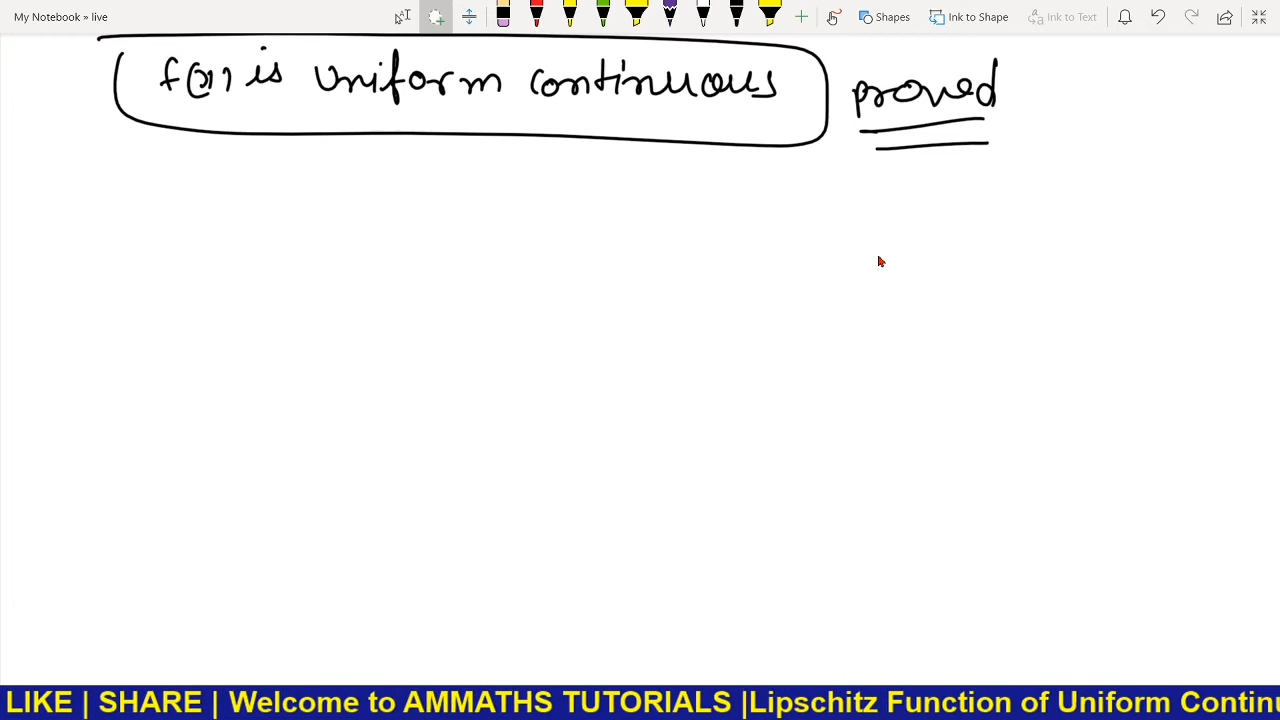 My Notebook » live
Shapes
Ink to Shape
Ink to Text
f(x) is uniform continuous proved
LIKE | SHARE | Welcome to AMMATHS TUTORIALS |Lipschitz Function of Uniform Continu